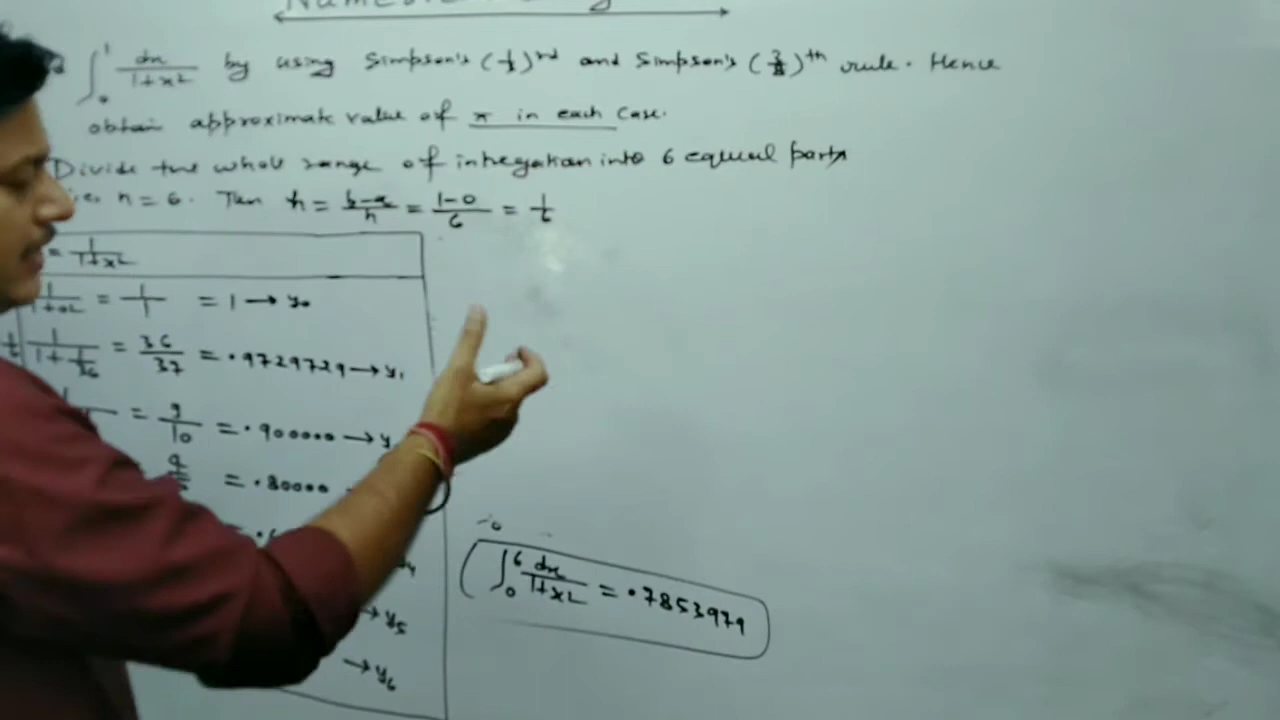 ∫₀¹ dx/1+x² by using Simpson's (1/3)rd and Simpson's (3/8)th rule. Hence
obtain approximate value of π in each case.
Divide the whole range of integration into 6 equal parts
i.e. n = 6. Then h = b-a/n = 1-0/6 = 1/6
= 1/1+x²
1/1+0² = 1/1 = 1 → y₀
1/1+1/36 = 36/37 = .9729729 → y₁
= 9/10 = .900000 → y
= .80000
→ y₅
→ y₆
∫₀⁶ dx/1+x² = .7853979